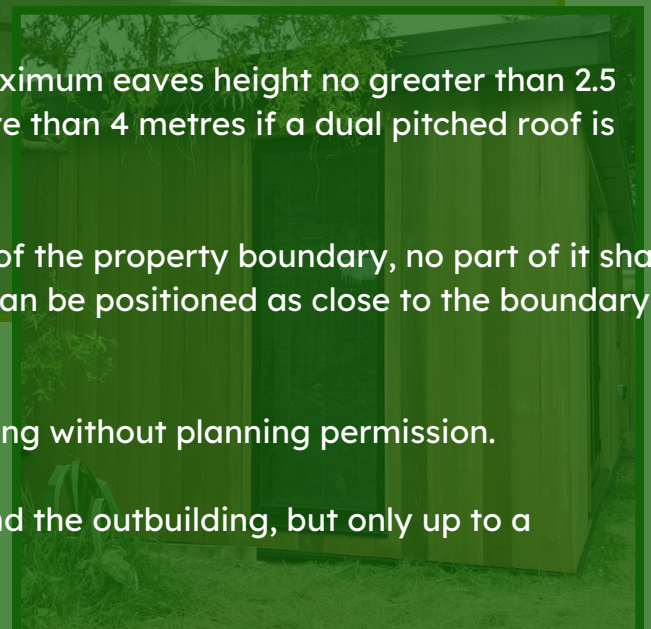 ximum eaves height no greater than 2.5
re than 4 metres if a dual pitched roof is
of the property boundary, no part of it sha
an be positioned as close to the boundary
ng without planning permission.
nd the outbuilding, but only up to a